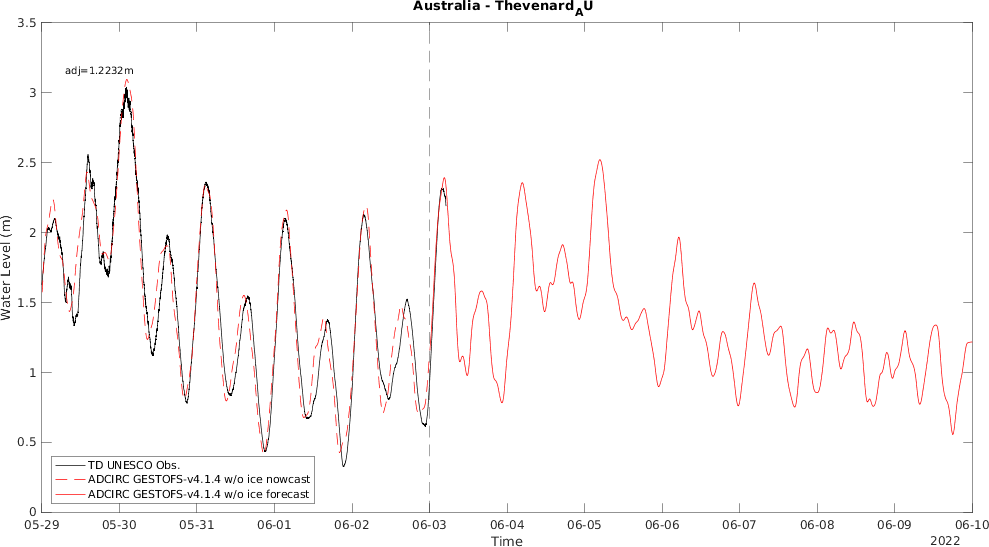 Australia - Thevenard_AU
3.5
3
2.5
2
1.5
1
0.5
0
Water Level (m)
adj=1.2232m
TD UNESCO Obs.
ADCIRC GESTOFS-v4.1.4 w/o ice nowcast
ADCIRC GESTOFS-v4.1.4 w/o ice forecast
05-29 05-30 05-31 06-01 06-02 06-03 06-04 06-05 06-06 06-07 06-08 06-09 06-10
Time
2022